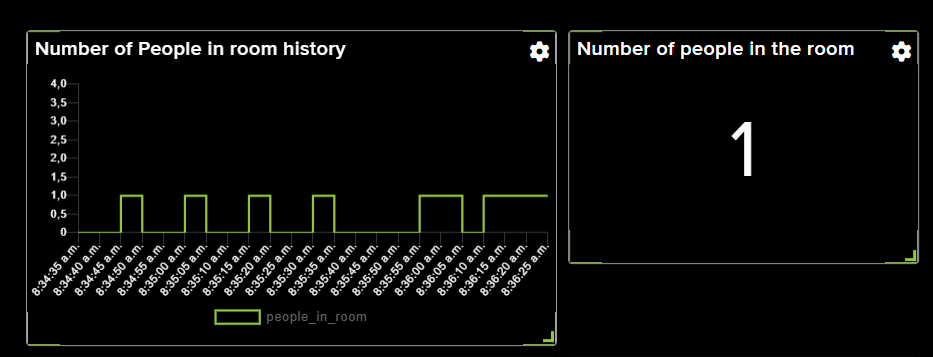 Number of People in room history
4,0
3,5
3,0
2,5
2,0
1,5
1,0
0,5
0
8:34:35 a.m.
8:34:40 a.m.
8:34:45 a.m.
8:34:50 a.m.
8:34:55 a.m.
8:35:00 a.m.
8:35:05 a.m.
8:35:10 a.m.
8:35:15 a.m.
8:35:20 a.m.
8:35:25 a.m.
8:35:30 a.m.
8:35:35 a.m.
8:35:40 a.m.
8:35:45 a.m.
8:35:50 a.m.
8:35:55 a.m.
8:36:00 a.m.
8:36:05 a.m.
8:36:10 a.m.
8:36:15 a.m.
8:36:20 a.m.
8:36:25 a.m.
people_in_room
Number of people in the room
1